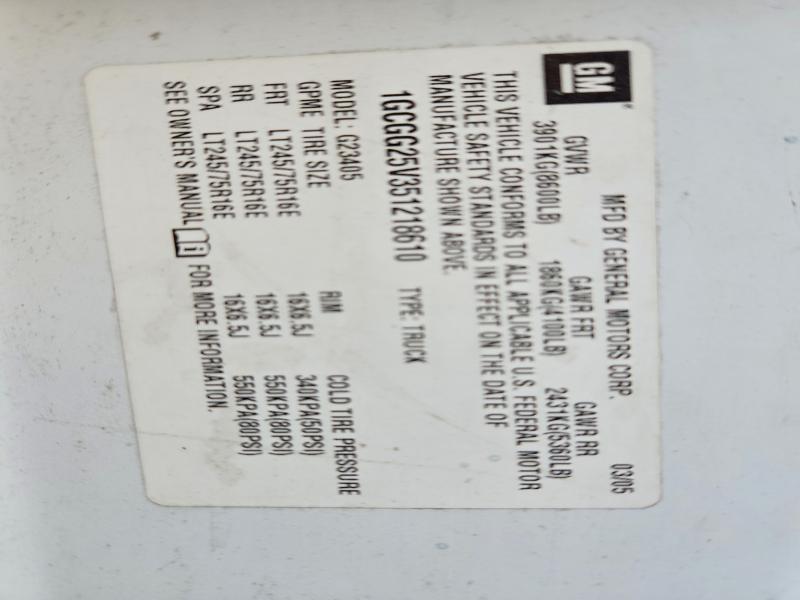 GM
MFD BY GENERAL MOTORS CORP. 03/05
GVWR GAWR FRT GAWR RR
3901KG(8600LB) 1860KG(4100LB) 2431KG(5360LB)
THIS VEHICLE CONFORMS TO ALL APPLICABLE U.S. FEDERAL MOTOR
VEHICLE SAFETY STANDARDS IN EFFECT ON THE DATE OF
MANUFACTURE SHOWN ABOVE.
1GCGG25V351218610 TYPE: TRUCK
MODEL: G23405
GPME TIRE SIZE RIM COLD TIRE PRESSURE
FRT LT245/75R16E 16X6.5J 340KPA(50PSI)
RR LT245/75R16E 16X6.5J 550KPA(80PSI)
SPA LT245/75R16E 16X6.5J 550KPA(80PSI)
SEE OWNER'S MANUAL FOR MORE INFORMATION.